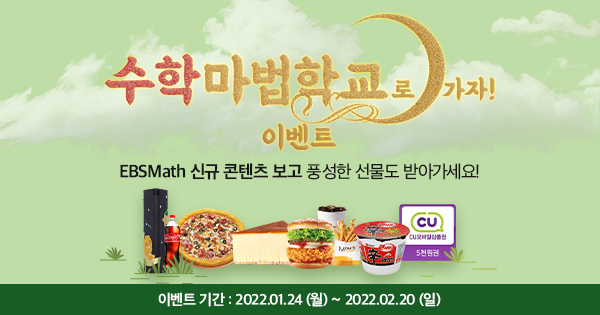 수학마법학교로 가자!
이벤트
EBSMath 신규 콘텐츠 보고 풍성한 선물도 받아가세요!
CU
CU모바일상품권
5천원권
이벤트 기간 : 2022.01.24 (월) ~ 2022.02.20 (일)